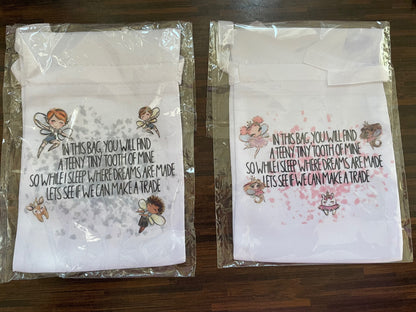 IN THIS BAG, YOU WILL FIND
A TEENY TINY TOOTH OF MINE
SO WHILE I SLEEP WHERE DREAMS ARE MADE
LETS SEE IF WE CAN MAKE A TRADE
IN THIS BAG, YOU WILL FIND
A TEENY TINY TOOTH OF MINE
SO WHILE I SLEEP WHERE DREAMS ARE MADE
LETS SEE IF WE CAN MAKE A TRADE